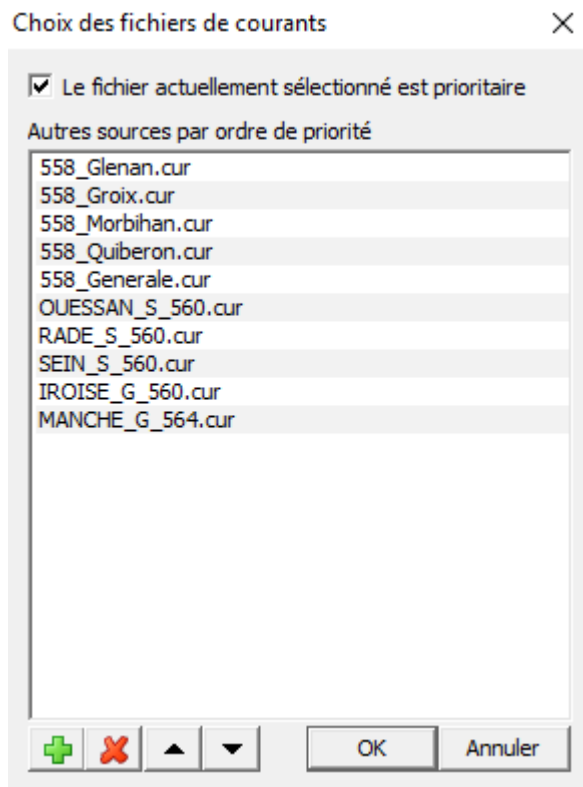 Choix des fichiers de courants
Le fichier actuellement sélectionné est prioritaire
Autres sources par ordre de priorité
558_Glenan.cur
558_Groix.cur
558_Morbihan.cur
558_Quiberon.cur
558_Generale.cur
OUESSAN_S_560.cur
RADE_S_560.cur
SEIN_S_560.cur
IROISE_G_560.cur
MANCHE_G_564.cur
OK Annuler